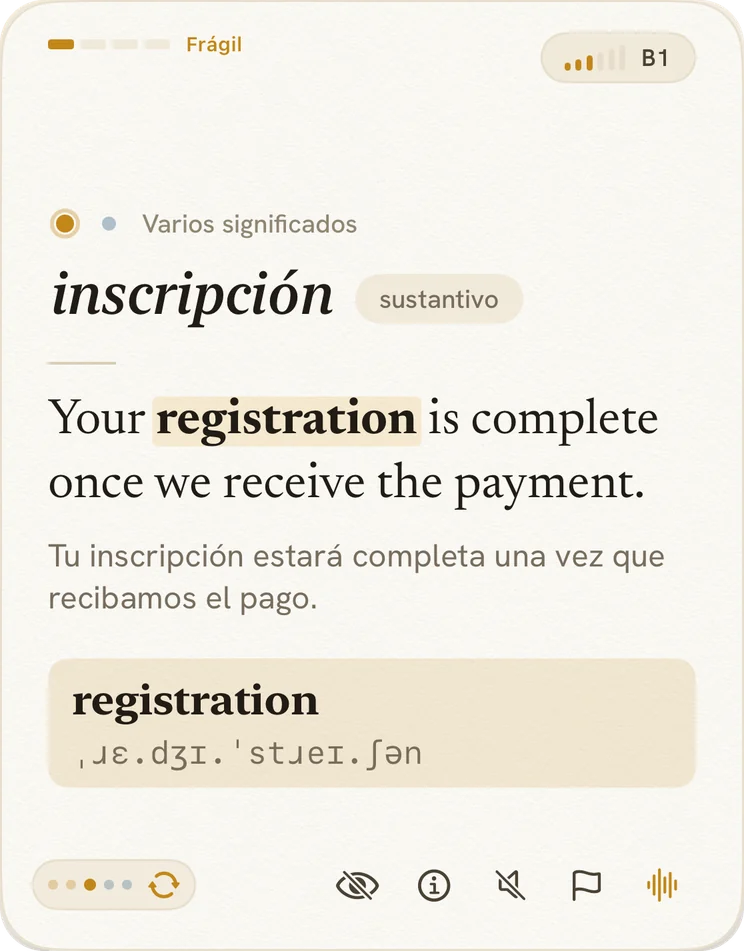 Frágil
B1
Varios significados
inscripción sustantivo
Your registration is complete
once we receive the payment.
Tu inscripción estará completa una vez que
recibamos el pago.
registration
ˌɹɛ.dʒɪ.ˈstɹeɪ.ʃən